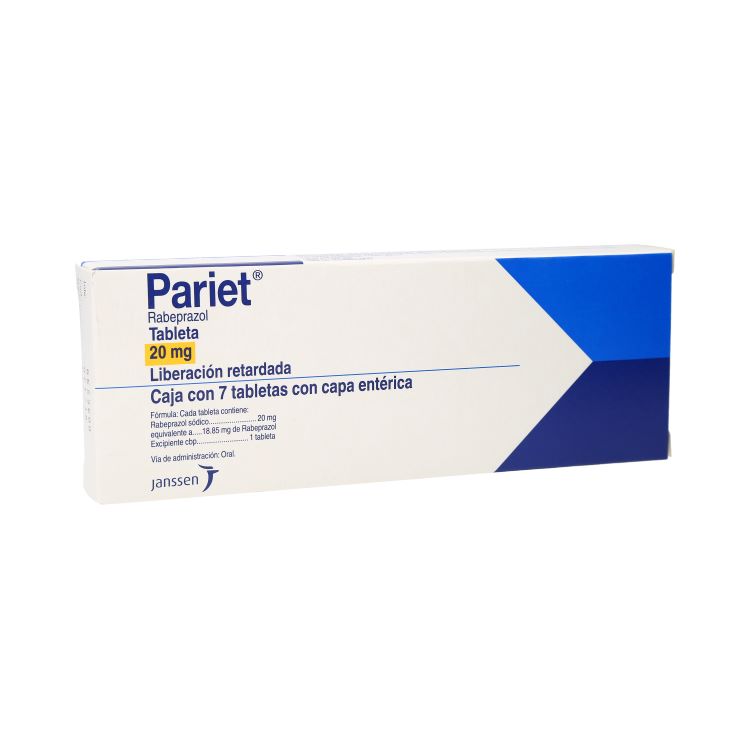 Pariet®
Rabeprazol
Tableta
20 mg
Liberación retardada
Caja con 7 tabletas con capa entérica
Fórmula: Cada tableta contiene:
Rabeprazol sódico...................... 20 mg
equivalente a.....18.85 mg de Rabeprazol
Excipiente cbp........................ 1 tableta
Vía de administración: Oral.
janssen